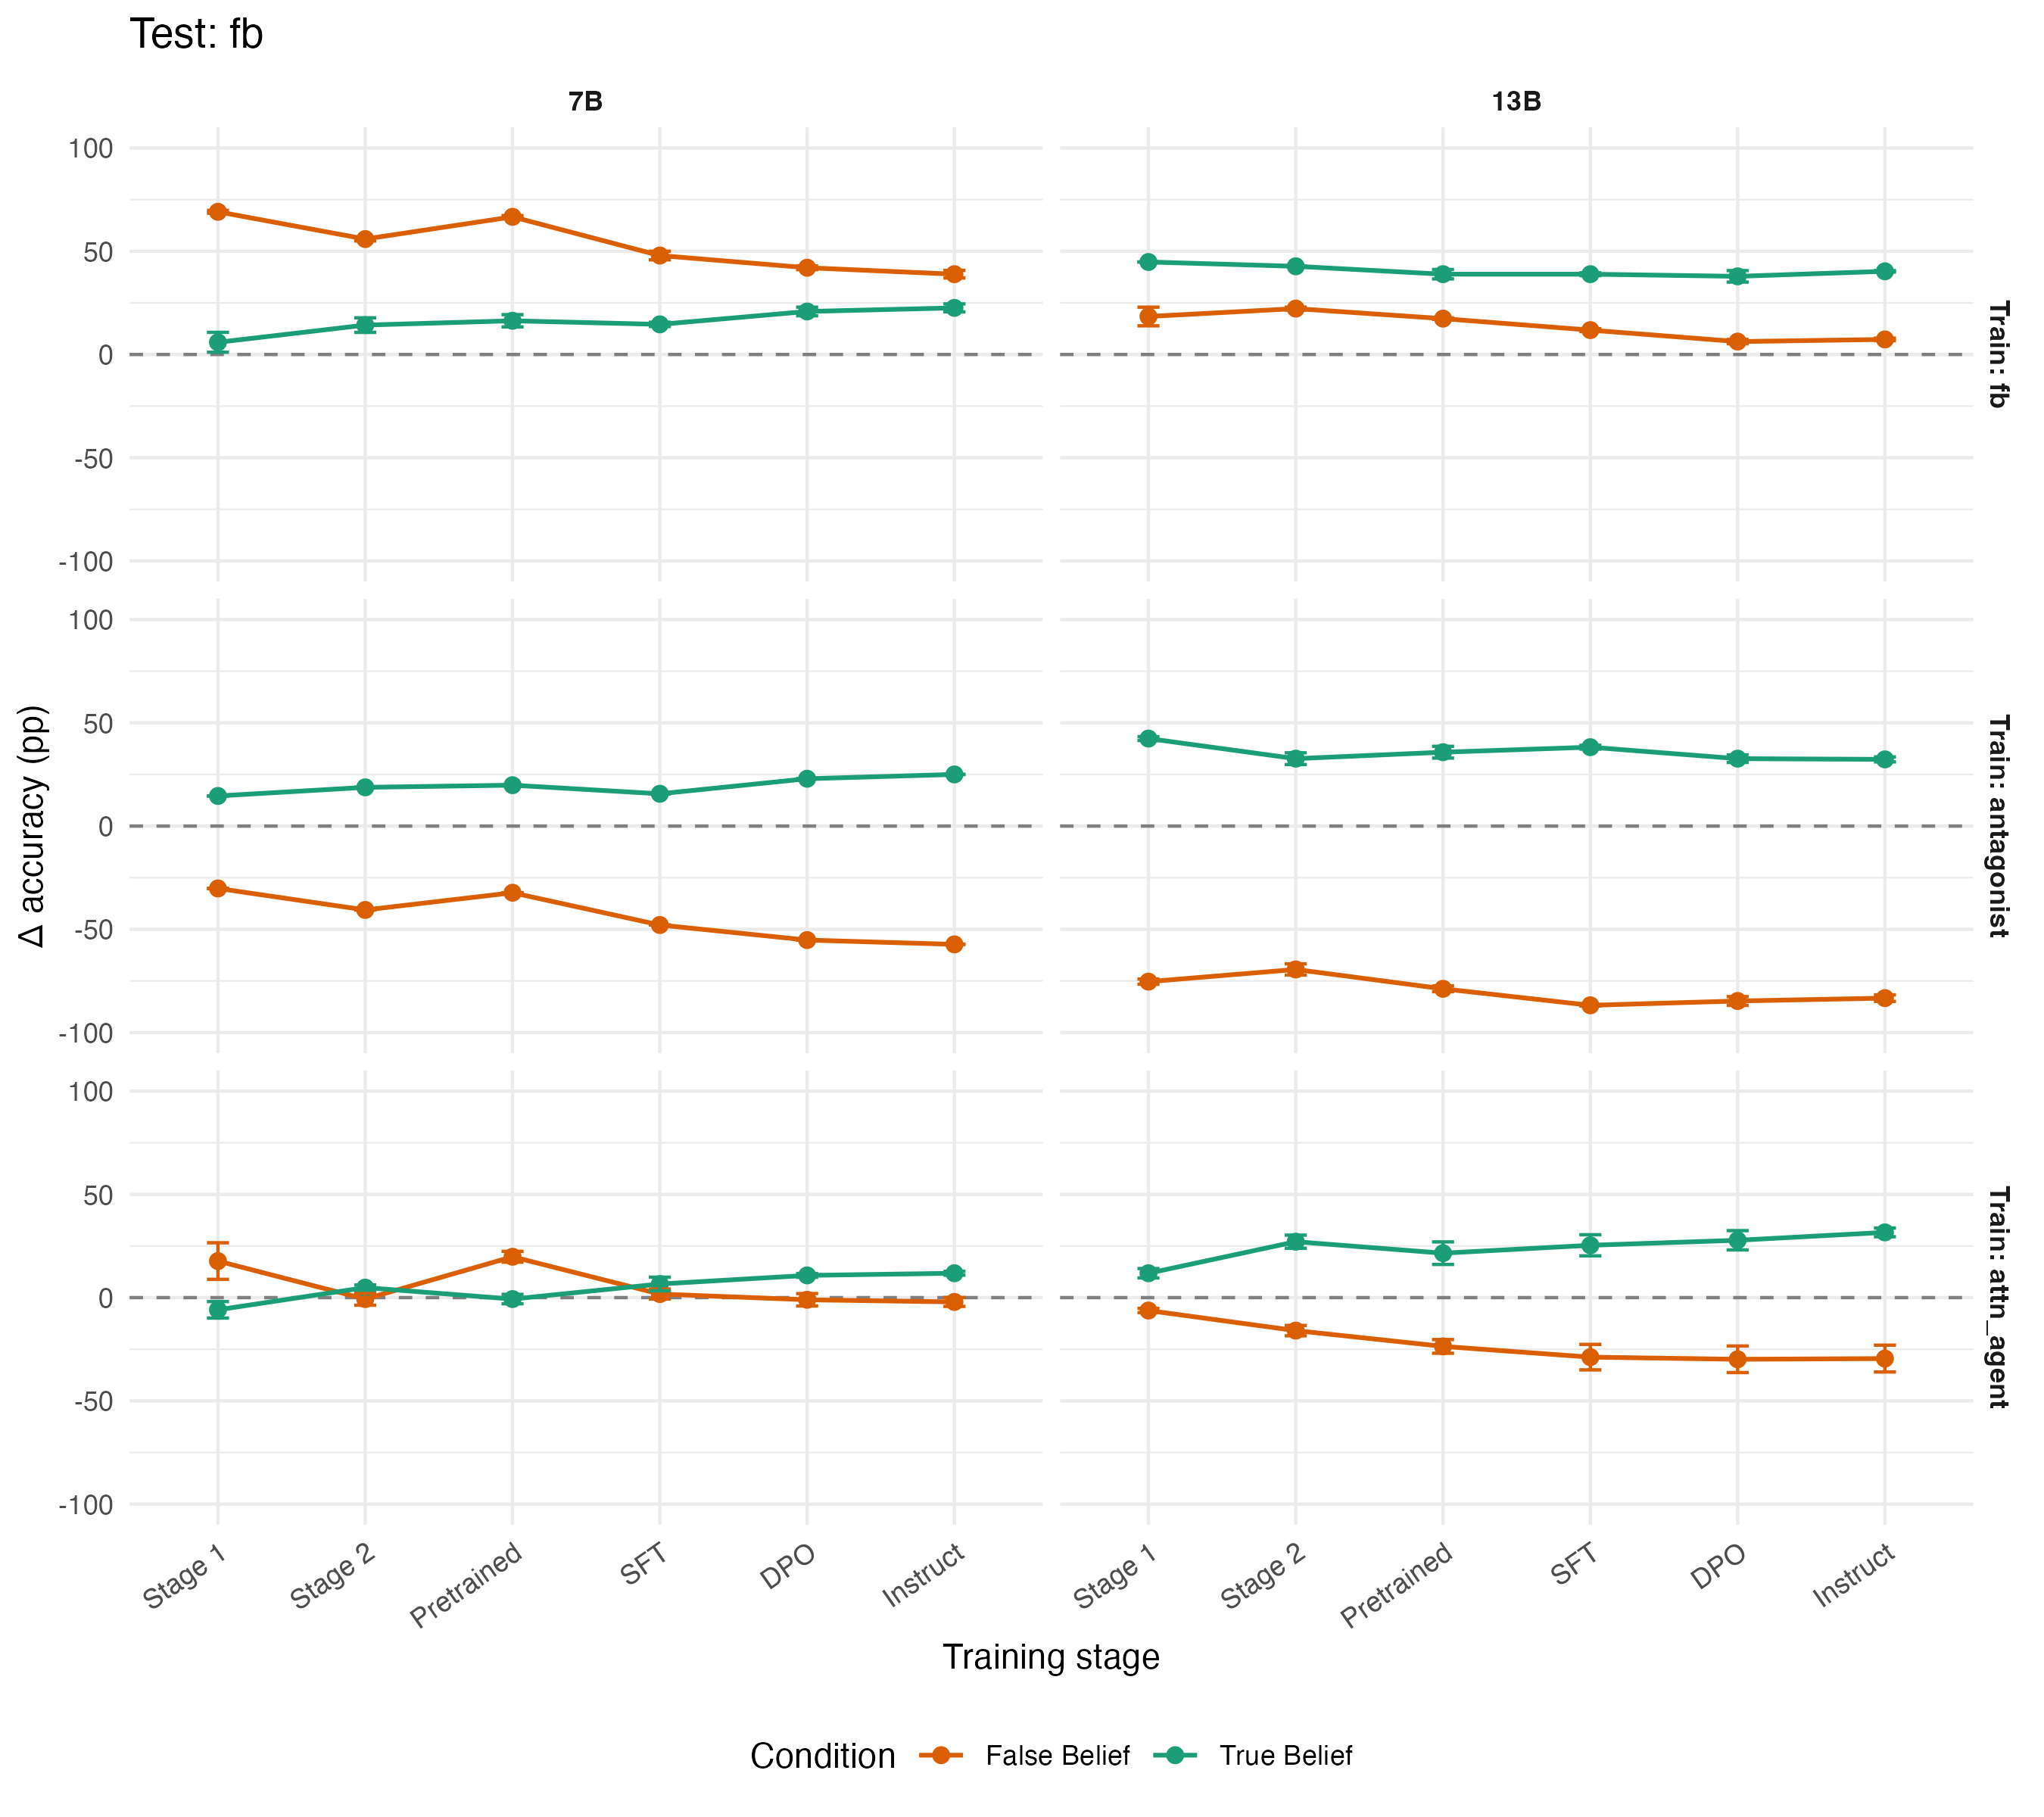 Test: fb
7B
13B
100
50
0
-50
-100
Train: fb
100
50
0
-50
-100
Train: antagonist
Δ accuracy (pp)
100
50
0
-50
-100
Train: attn_agent
Stage 1
Stage 2
Pretrained
SFT
DPO
Instruct
Stage 1
Stage 2
Pretrained
SFT
DPO
Instruct
Training stage
Condition False Belief True Belief